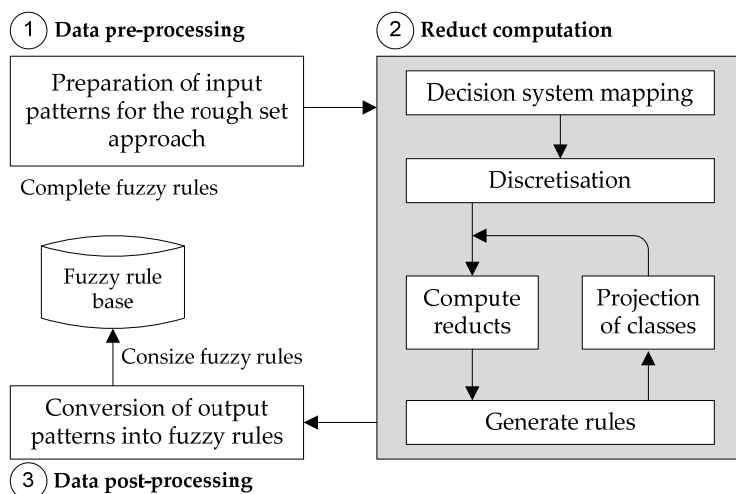 1 Data pre-processing
Preparation of input
patterns for the rough set
approach
Complete fuzzy rules
2 Reduct computation
Decision system mapping
Discretisation
Compute
reducts
Projection
of classes
Generate rules
Fuzzy rule
base
Consize fuzzy rules
Conversion of output
patterns into fuzzy rules
3 Data post-processing